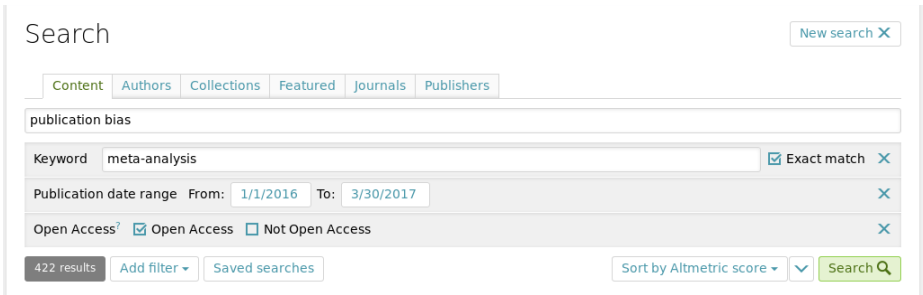 Search
New search ✕
Content Authors Collections Featured Journals Publishers
publication bias
Keyword meta-analysis Exact match ✕
Publication date range From: 1/1/2016 To: 3/30/2017 ✕
Open Access? Open Access Not Open Access ✕
422 results Add filter Saved searches Sort by Altmetric score Search